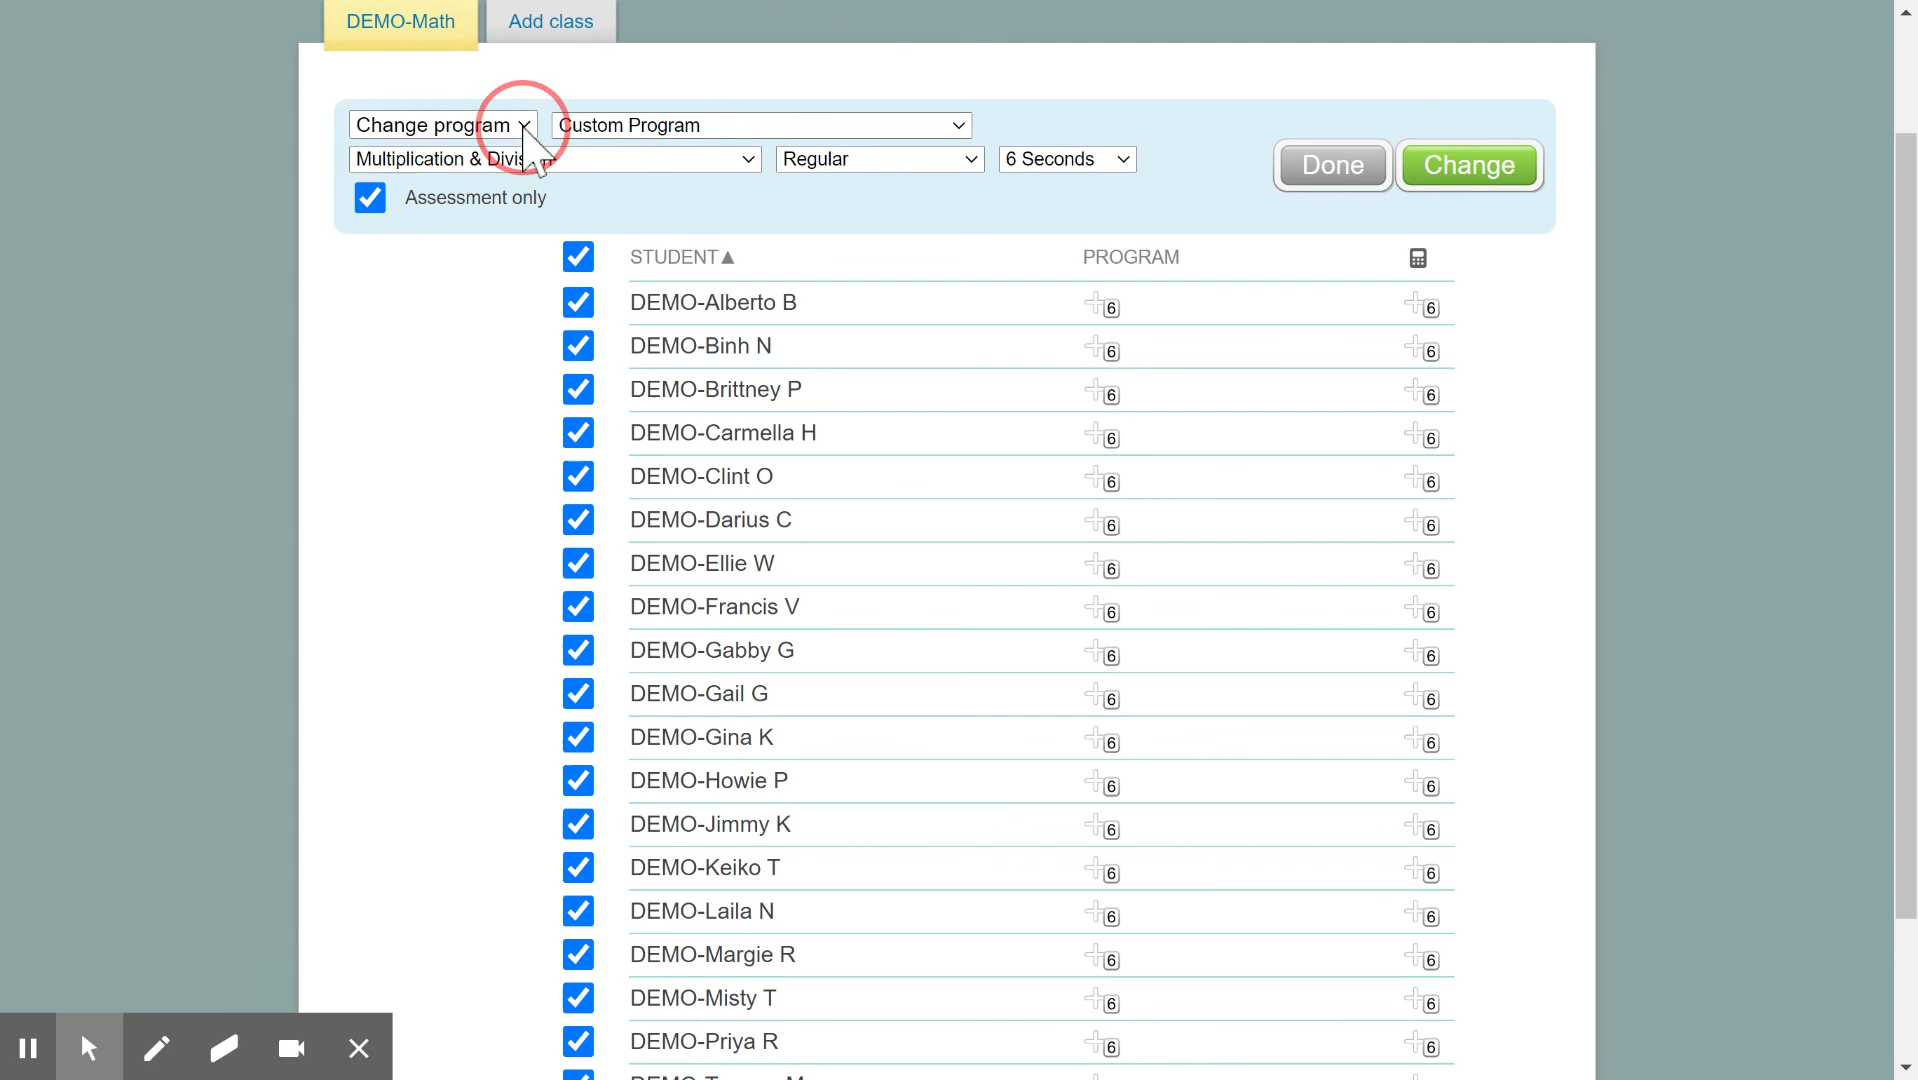 DEMO-Math Add class
Change program Custom Program
Multiplication & Regular 6 Seconds Done Change
Assessment only
STUDENT▲ PROGRAM
DEMO-Alberto B 6 6
DEMO-Binh N 6 6
DEMO-Brittney P 6 6
DEMO-Carmella H 6 6
DEMO-Clint O 6 6
DEMO-Darius C 6 6
DEMO-Ellie W 6 6
DEMO-Francis V 6 6
DEMO-Gabby G 6 6
DEMO-Gail G 6 6
DEMO-Gina K 6 6
DEMO-Howie P 6 6
DEMO-Jimmy K 6 6
DEMO-Keiko T 6 6
DEMO-Laila N 6 6
DEMO-Margie R 6 6
DEMO-Misty T 6 6
DEMO-Priya R 6 6